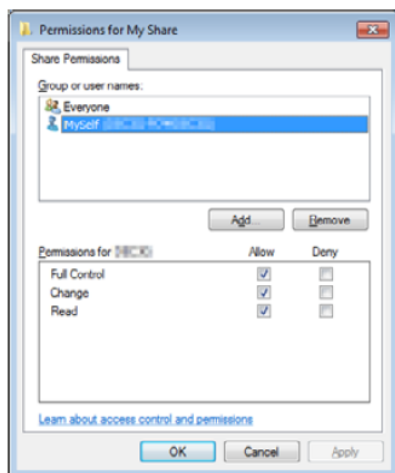 Permissions for My Share
Share Permissions
Group or user names:
Everyone
MySelf
Add...
Remove
Permissions for
Allow
Deny
Full Control
Change
Read
Learn about access control and permissions
OK
Cancel
Apply